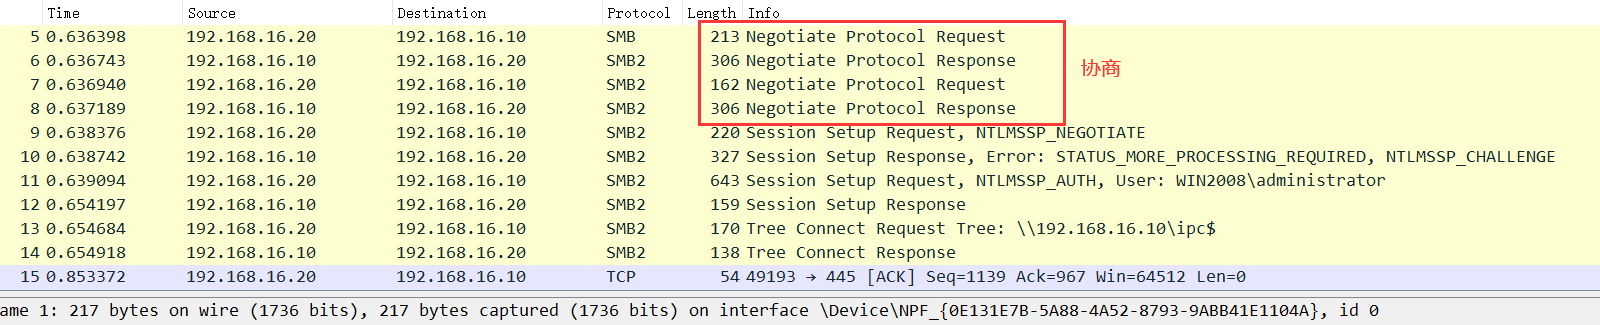 Time Source Destination Protocol Length Info
5 0.636398 192.168.16.20 192.168.16.10 SMB 213 Negotiate Protocol Request
6 0.636743 192.168.16.10 192.168.16.20 SMB2 306 Negotiate Protocol Response
协商
7 0.636940 192.168.16.20 192.168.16.10 SMB2 162 Negotiate Protocol Request
8 0.637189 192.168.16.10 192.168.16.20 SMB2 306 Negotiate Protocol Response
9 0.638376 192.168.16.20 192.168.16.10 SMB2 220 Session Setup Request, NTLMSSP_NEGOTIATE
10 0.638742 192.168.16.10 192.168.16.20 SMB2 327 Session Setup Response, Error: STATUS_MORE_PROCESSING_REQUIRED, NTLMSSP_CHALLENGE
11 0.639094 192.168.16.20 192.168.16.10 SMB2 643 Session Setup Request, NTLMSSP_AUTH, User: WIN2008\administrator
12 0.654197 192.168.16.10 192.168.16.20 SMB2 159 Session Setup Response
13 0.654684 192.168.16.20 192.168.16.10 SMB2 170 Tree Connect Request Tree: \\192.168.16.10\ipc$
14 0.654918 192.168.16.10 192.168.16.20 SMB2 138 Tree Connect Response
15 0.853372 192.168.16.20 192.168.16.10 TCP 54 49193 → 445 [ACK] Seq=1139 Ack=967 Win=64512 Len=0
ame 1: 217 bytes on wire (1736 bits), 217 bytes captured (1736 bits) on interface \Device\NPF_{0E131E7B-5A88-4A52-8793-9ABB41E1104A}, id 0